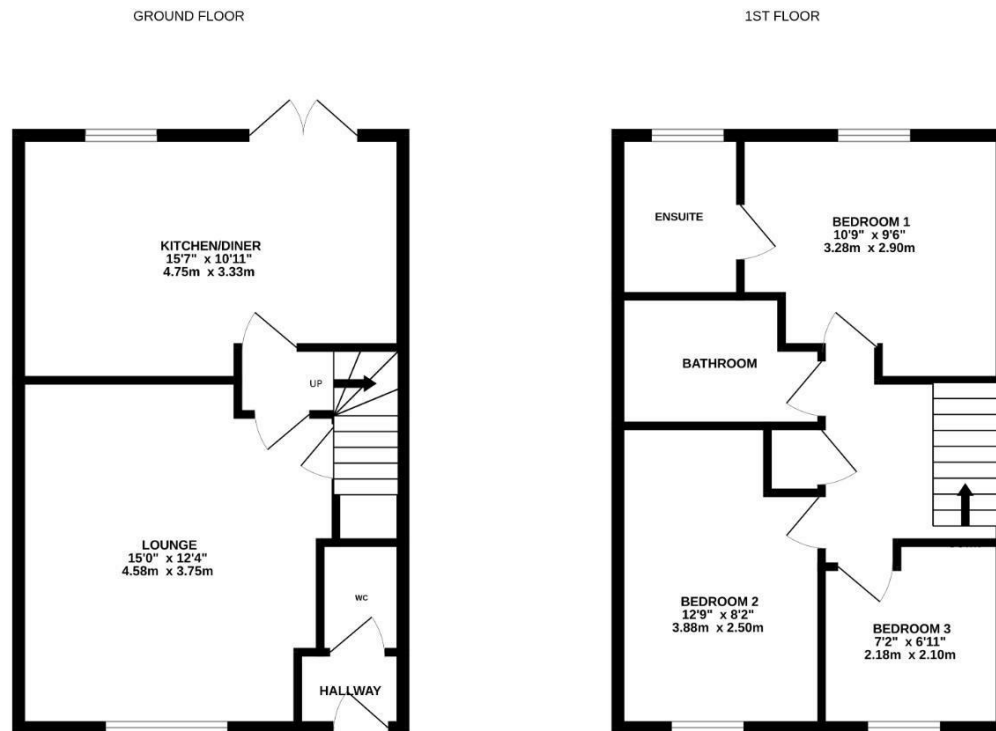 GROUND FLOOR
1ST FLOOR
KITCHEN/DINER
15'7" x 10'11"
4.75m x 3.33m
UP
LOUNGE
15'0" x 12'4"
4.58m x 3.75m
WC
HALLWAY
ENSUITE
BEDROOM 1
10'9" x 9'6"
3.28m x 2.90m
BATHROOM
BEDROOM 2
12'9" x 8'2"
3.88m x 2.50m
BEDROOM 3
7'2" x 6'11"
2.18m x 2.10m